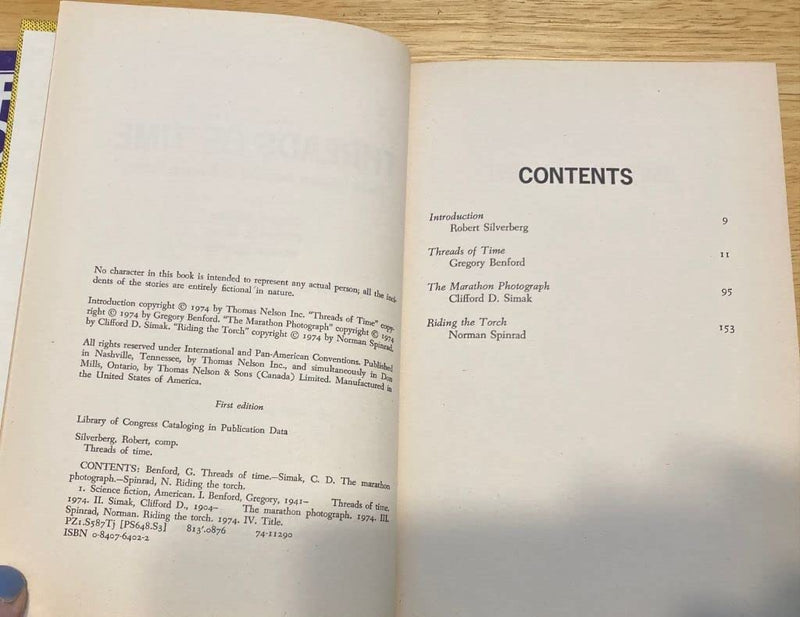 No character in this book is intended to represent any actual person; all the inci-
dents of the stories are entirely fictional in nature.
Introduction copyright © 1974 by Thomas Nelson Inc. "Threads of Time" copy-
right © 1974 by Gregory Benford. "The Marathon Photograph" copyright © 1974
by Clifford D. Simak. "Riding the Torch" copyright © 1974 by Norman Spinrad.
All rights reserved under International and Pan-American Conventions. Published
in Nashville, Tennessee, by Thomas Nelson Inc., and simultaneously in Don
Mills, Ontario, by Thomas Nelson & Sons (Canada) Limited. Manufactured in
the United States of America.
First edition
Library of Congress Cataloging in Publication Data
Silverberg, Robert, comp.
Threads of time.
CONTENTS: Benford, G. Threads of time.—Simak, C. D. The marathon
photograph.—Spinrad, N. Riding the torch.
1. Science fiction, American. I. Benford, Gregory, 1941– Threads of time.
1974. II. Simak, Clifford D., 1904– The marathon photograph. 1974. III.
Spinrad, Norman. Riding the torch. 1974. IV. Title.
PZ1.S587Tj [PS648.S3] 813'.0876 74-11290
ISBN 0-8407-6402-2
CONTENTS
Introduction 9
Robert Silverberg
Threads of Time 11
Gregory Benford
The Marathon Photograph 95
Clifford D. Simak
Riding the Torch 153
Norman Spinrad